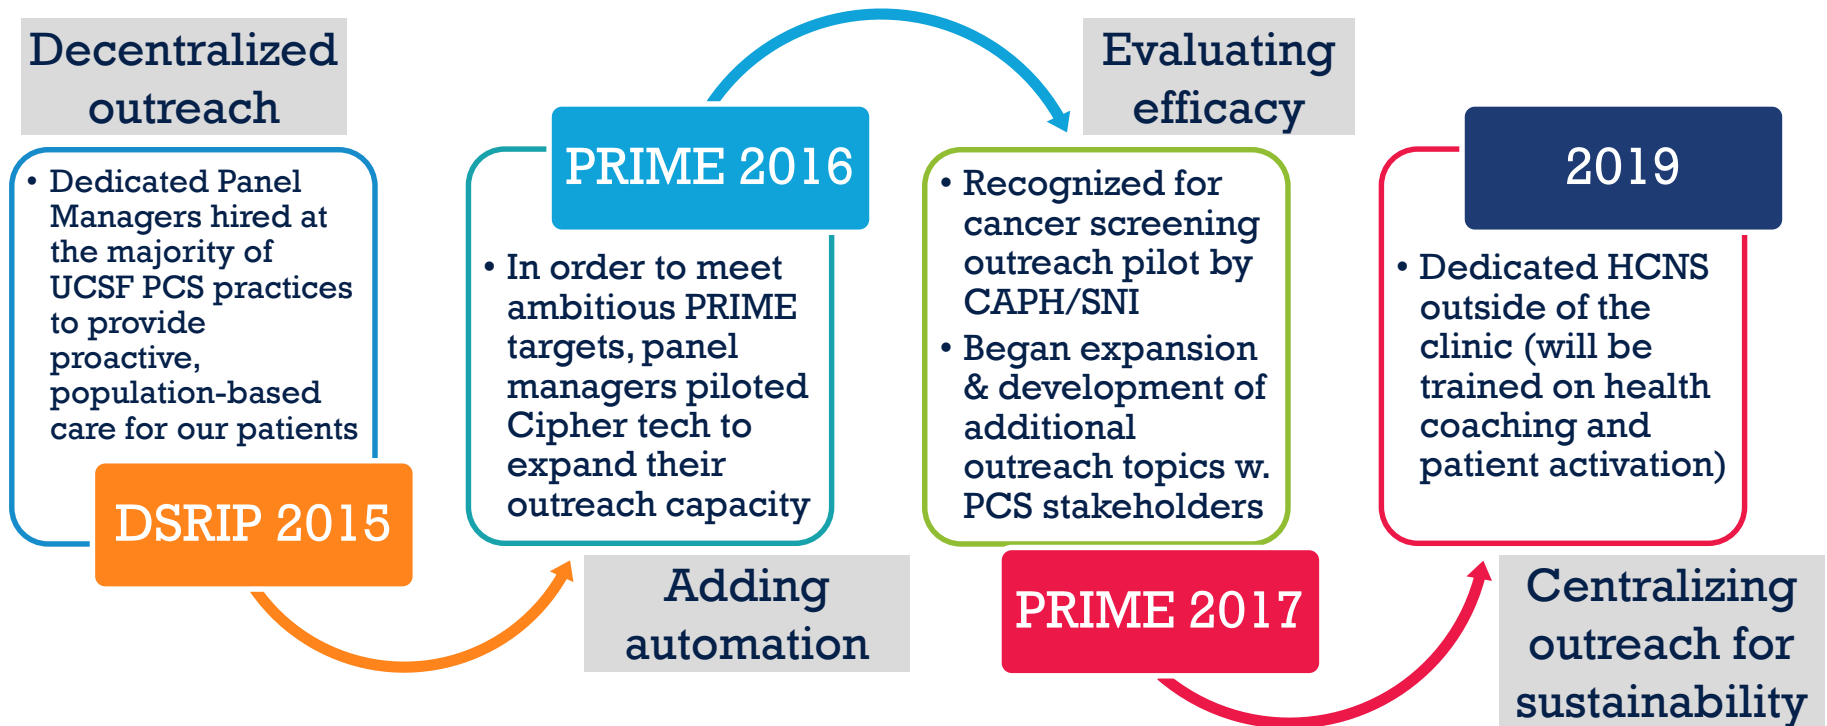 Decentralized
outreach
• Dedicated Panel
Managers hired at
the majority of
UCSF PCS practices
to provide
proactive,
population-based
care for our patients
DSRIP 2015
PRIME 2016
• In order to meet
ambitious PRIME
targets, panel
managers piloted
Cipher tech to
expand their
outreach capacity
Adding
automation
Evaluating
efficacy
• Recognized for
cancer screening
outreach pilot by
CAPH/SNI
• Began expansion
& development of
additional
outreach topics w.
PCS stakeholders
PRIME 2017
2019
• Dedicated HCNS
outside of the
clinic (will be
trained on health
coaching and
patient activation)
Centralizing
outreach for
sustainability